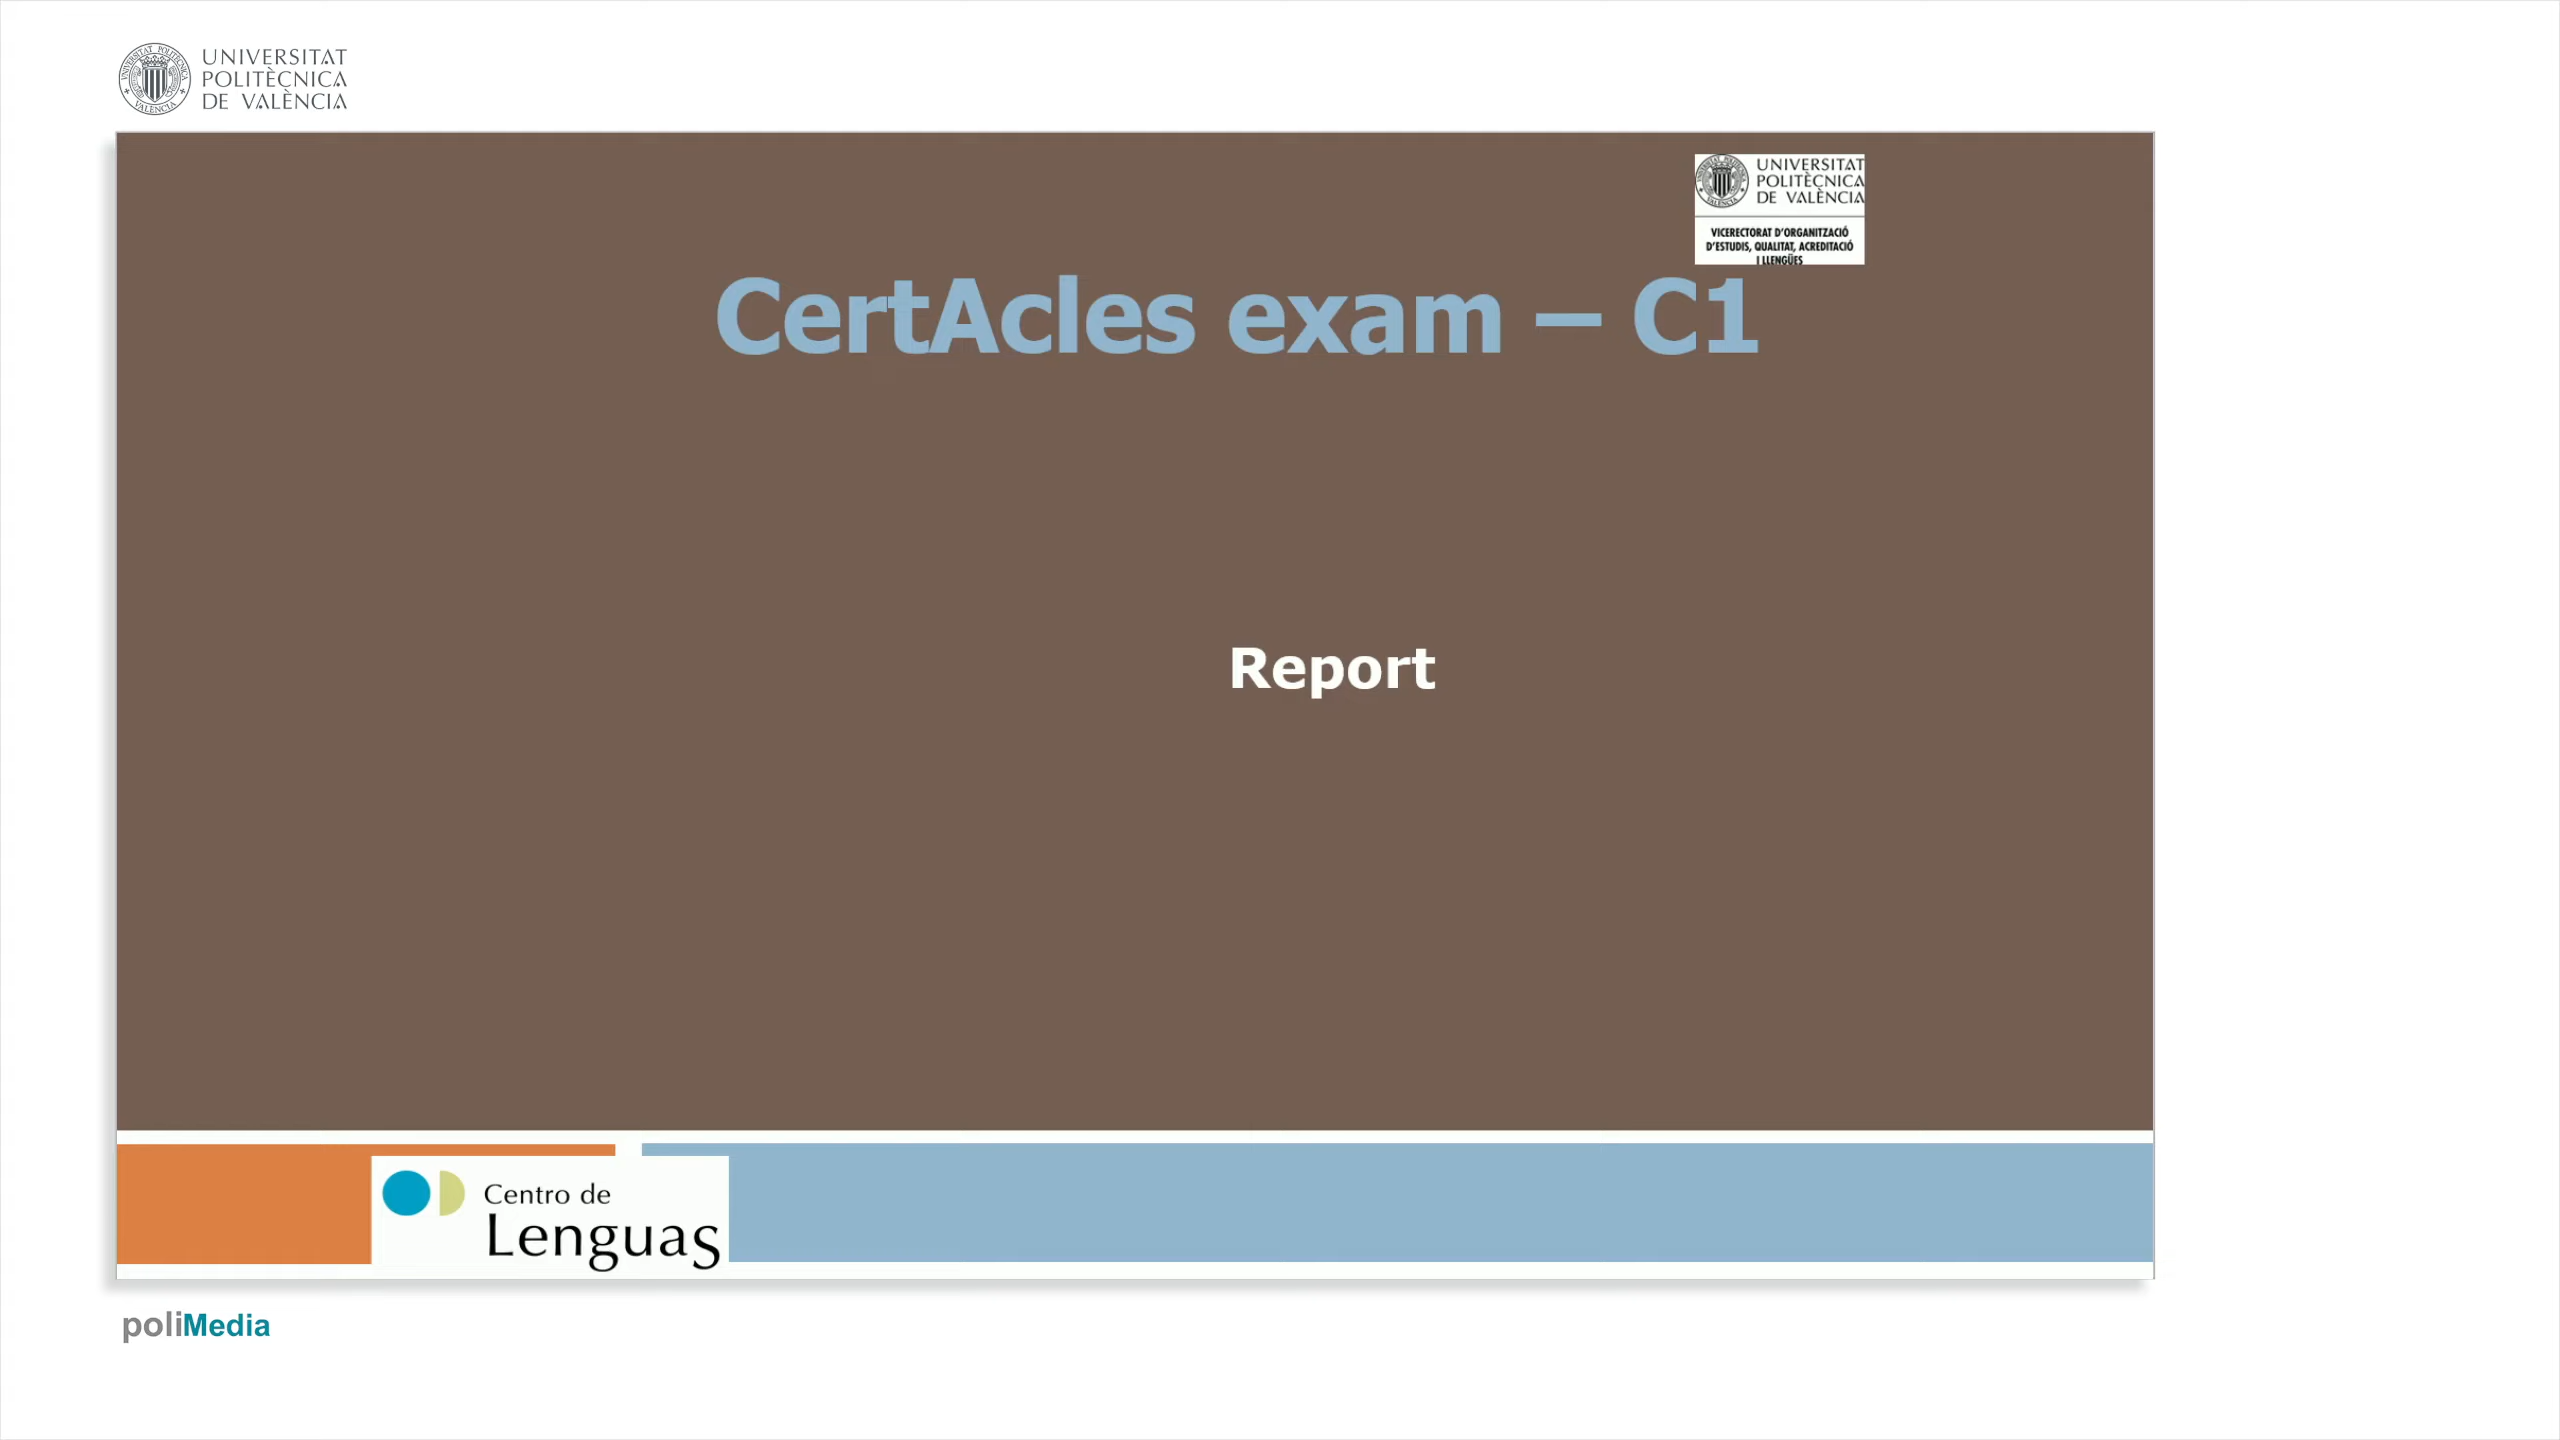 UNIVERSITAT
POLITÈCNICA
DE VALÈNCIA
UNIVERSITAT
POLITÈCNICA
DE VALÈNCIA
VICERECTORAT D'ORGANITZACIÓ
D'ESTUDIS, QUALITAT, ACREDITACIÓ
I LLENGÜES
CertAcles exam – C1
Report
Centro de
Lenguas
poliMedia